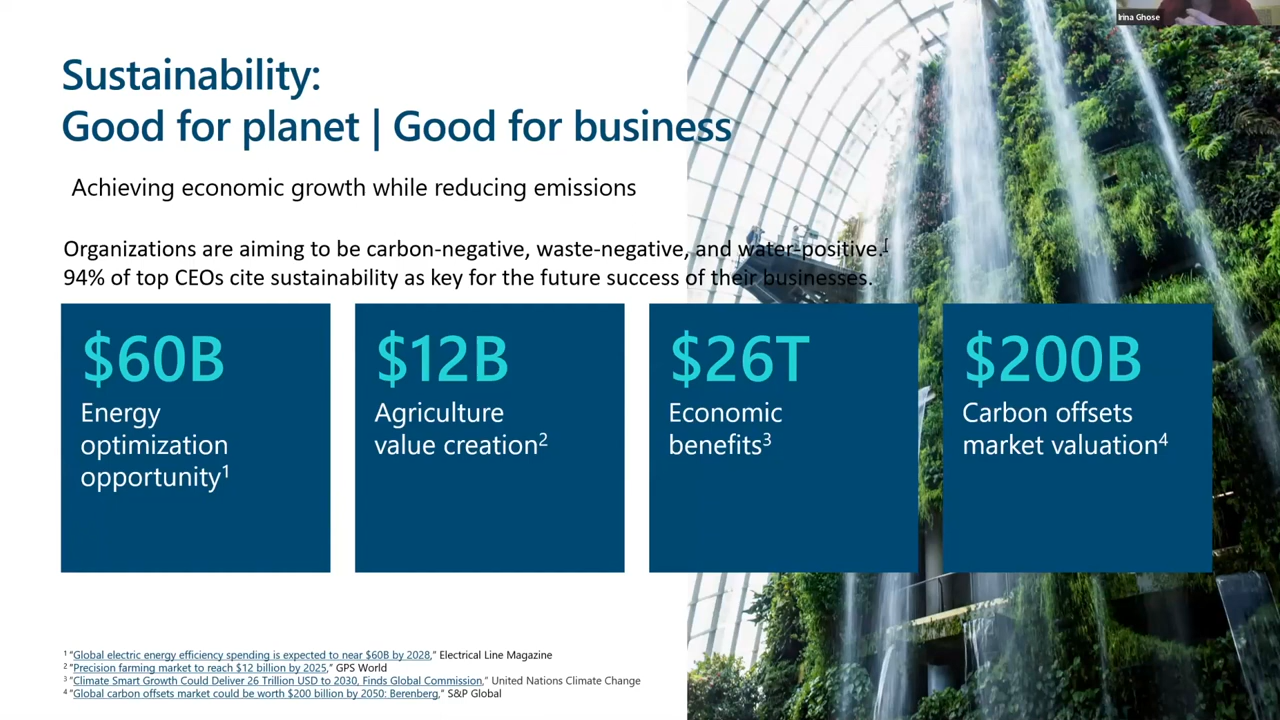 Irina Ghose
Sustainability:
Good for planet | Good for business
Achieving economic growth while reducing emissions
Organizations are aiming to be carbon-negative, waste-negative, and water-positive.
94% of top CEOs cite sustainability as key for the future success of their businesses.
$60B
Energy
optimization
opportunity¹
$12B
Agriculture
value creation²
$26T
Economic
benefits³
$200B
Carbon offsets
market valuation⁴
¹ "Global electric energy efficiency spending is expected to near $60B by 2028," Electrical Line Magazine
² "Precision farming market to reach $12 billion by 2025," GPS World
³ "Climate Smart Growth Could Deliver 26 Trillion USD to 2030, Finds Global Commission," United Nations Climate Change
⁴ "Global carbon offsets market could be worth $200 billion by 2050: Berenberg," S&P Global